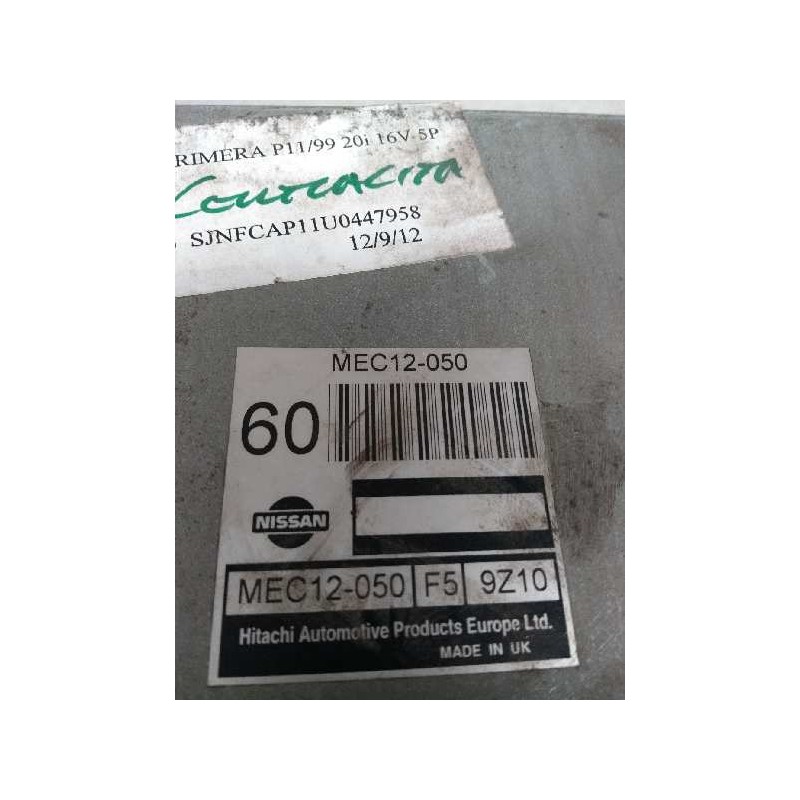 RIMERA P11/99 20i 16V 5P
Centralita
SJNFCAP11U0447958
12/9/12
MEC12-050
60
NISSAN
MEC12-050 F5 9Z10
Hitachi Automotive Products Europe Ltd.
MADE IN UK